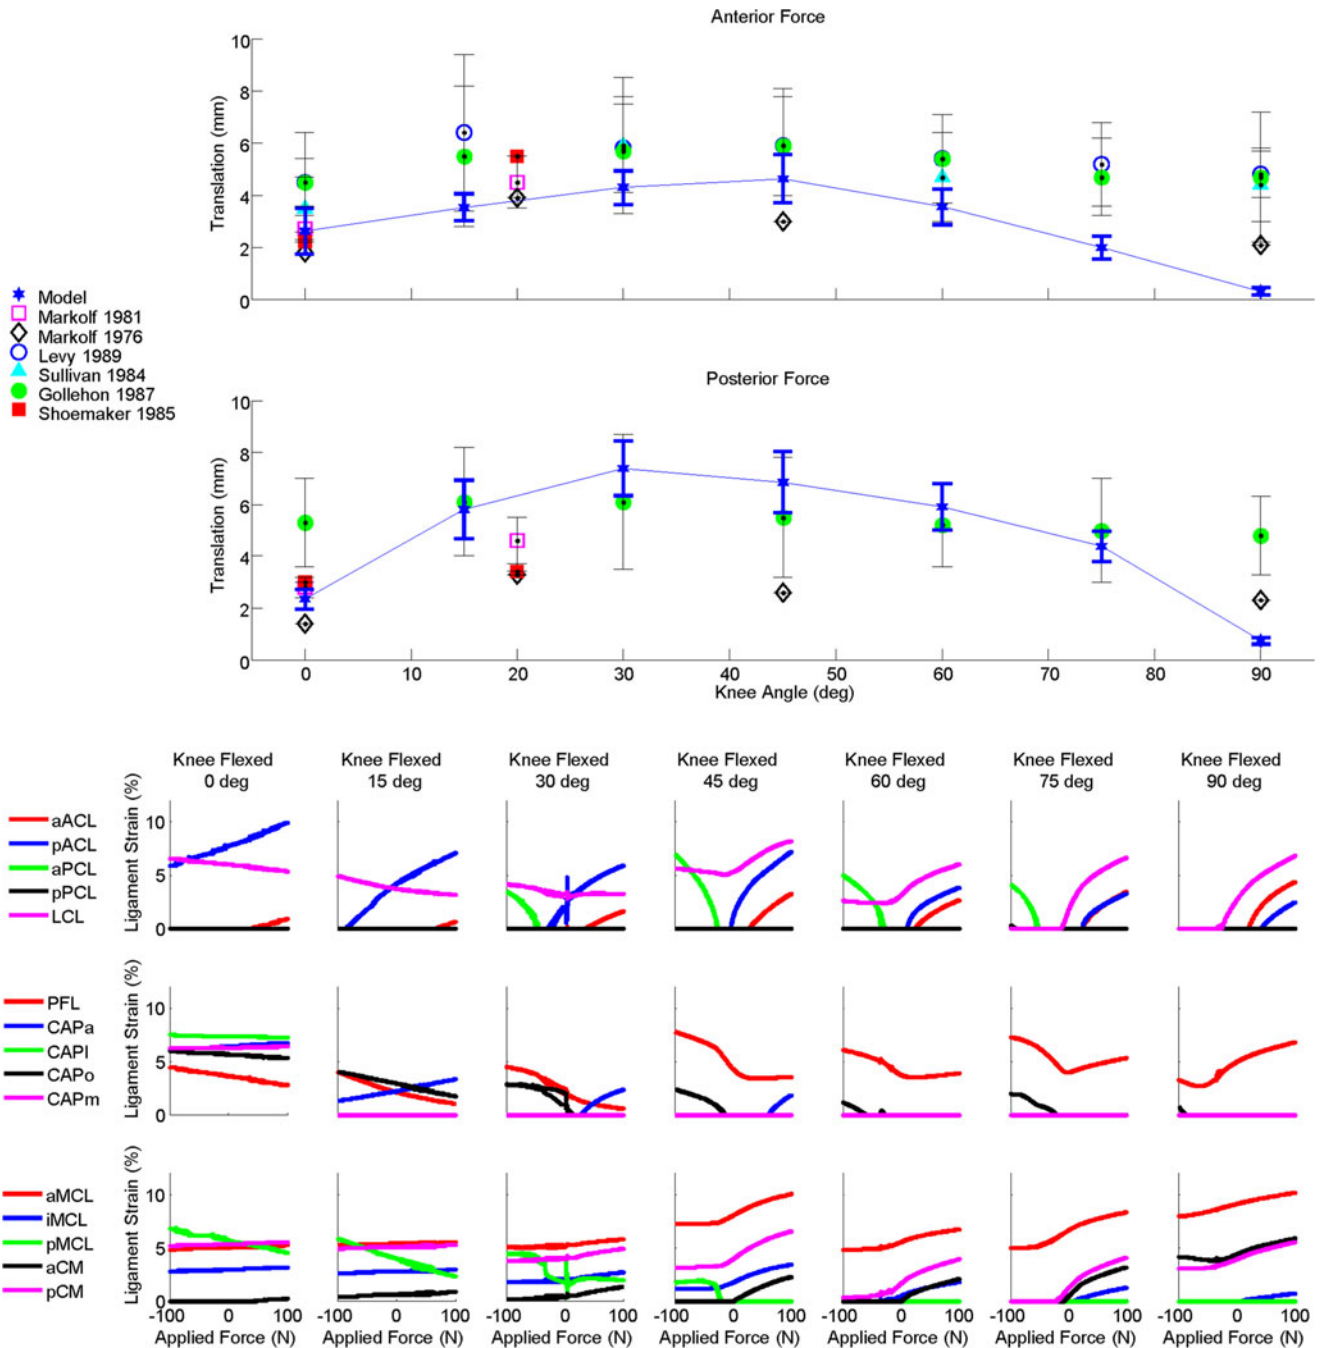 Anterior Force
Translation (mm)
10
8
6
4
2
0
Model
Markolf 1981
Markolf 1976
Levy 1989
Sullivan 1984
Gollehon 1987
Shoemaker 1985
Posterior Force
Translation (mm)
10
8
6
4
2
0
0 10 20 30 40 50 60 70 80 90
Knee Angle (deg)
Knee Flexed
0 deg
Knee Flexed
15 deg
Knee Flexed
30 deg
Knee Flexed
45 deg
Knee Flexed
60 deg
Knee Flexed
75 deg
Knee Flexed
90 deg
aACL
pACL
aPCL
pPCL
LCL
Ligament Strain (%)
10
5
0
PFL
CAPa
CAPl
CAPo
CAPm
Ligament Strain (%)
10
5
0
aMCL
iMCL
pMCL
aCM
pCM
Ligament Strain (%)
10
5
0
-100 0 100
Applied Force (N)
-100 0 100
Applied Force (N)
-100 0 100
Applied Force (N)
-100 0 100
Applied Force (N)
-100 0 100
Applied Force (N)
-100 0 100
Applied Force (N)
-100 0 100
Applied Force (N)